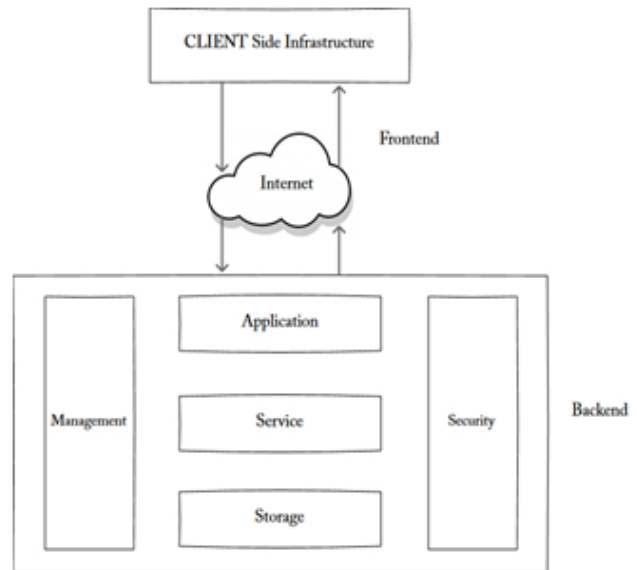 CLIENT Side Infrastructure
Frontend
Internet
Application
Management
Service
Security
Backend
Storage